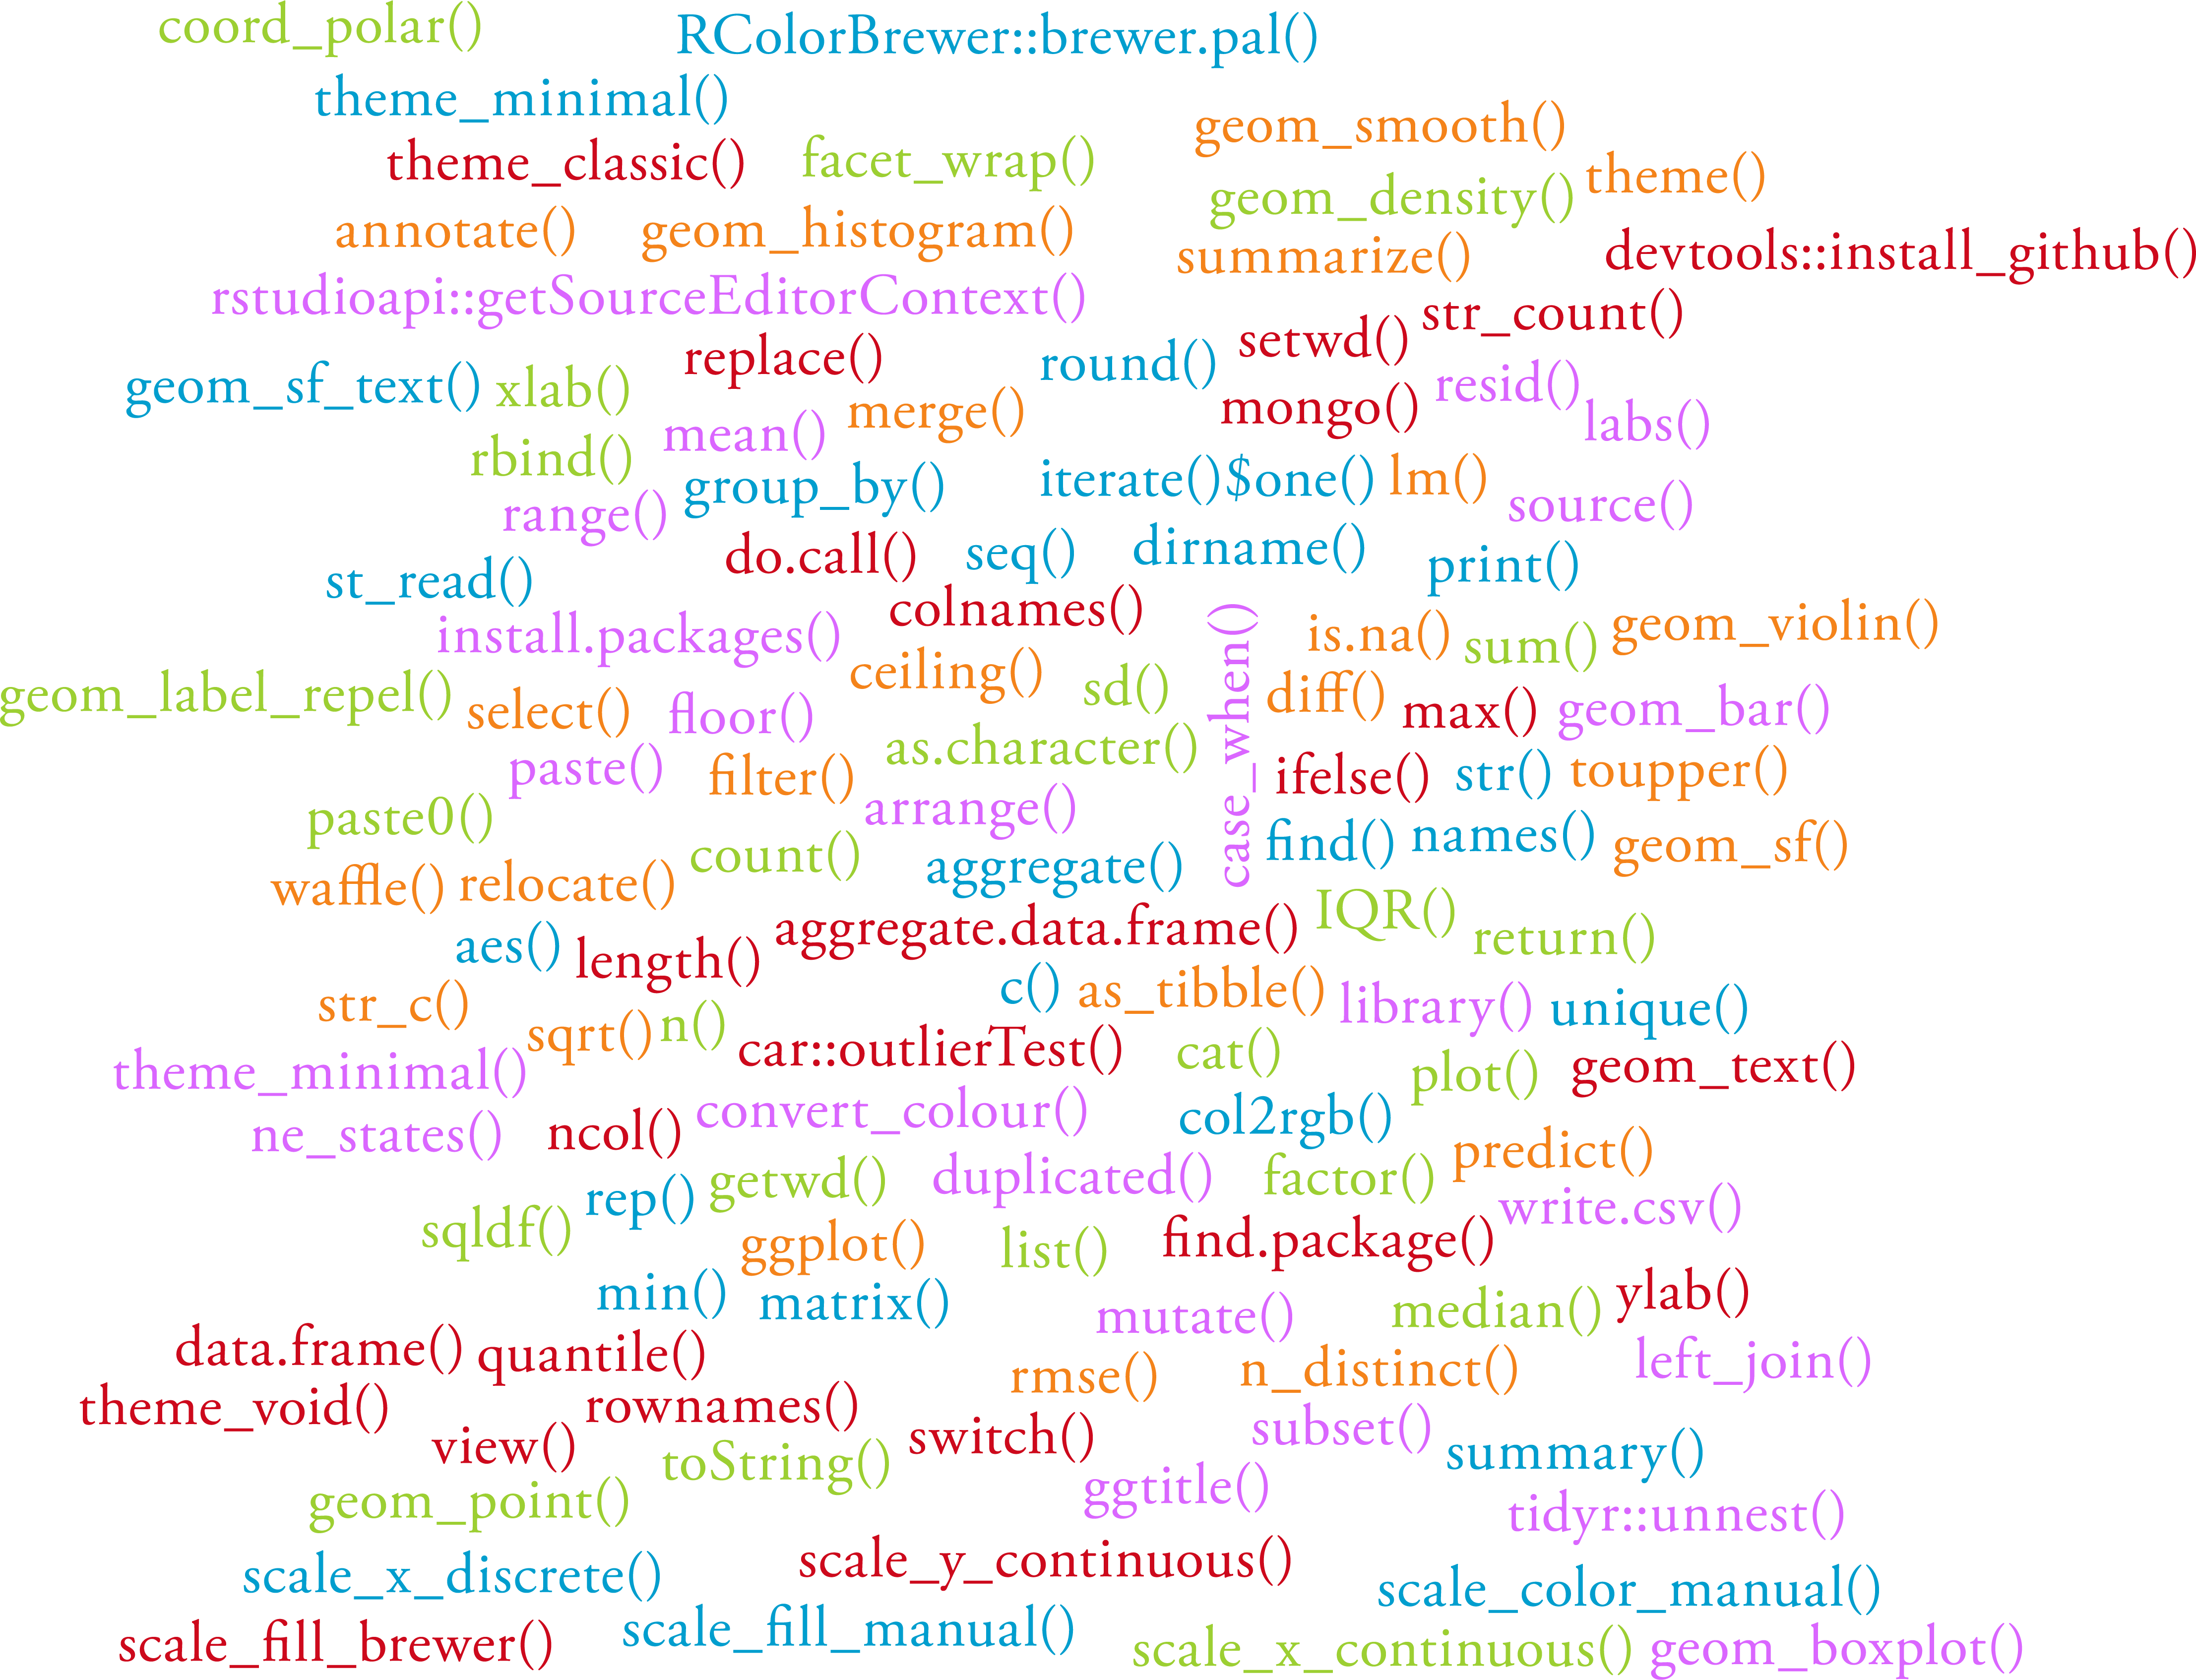 coord_polar()
RColorBrewer::brewer.pal()
theme_minimal()
geom_smooth()
theme_classic()
facet_wrap()
theme()
geom_density()
annotate()
geom_histogram()
summarize()
devtools::install_github()
rstudioapi::getSourceEditorContext()
str_count()
setwd()
replace()
round()
geom_sf_text()
xlab()
resid()
merge()
mongo()
labs()
mean()
rbind()
group_by()
iterate()$one()
lm()
source()
range()
do.call()
seq()
dirname()
print()
st_read()
colnames()
case_when()
install.packages()
is.na()
sum()
geom_violin()
ceiling()
sd()
diff()
geom_label_repel()
select()
floor()
max()
geom_bar()
as.character()
paste()
filter()
ifelse()
str()
toupper()
arrange()
paste0()
find()
names()
geom_sf()
count()
aggregate()
waffle()
relocate()
IQR()
aggregate.data.frame()
return()
aes()
length()
c()
as_tibble()
library()
unique()
str_c()
sqrt()
n()
car::outlierTest()
cat()
plot()
geom_text()
theme_minimal()
convert_colour()
col2rgb()
ne_states()
ncol()
predict()
getwd()
duplicated()
factor()
rep()
write.csv()
sqldf()
ggplot()
list()
find.package()
min()
matrix()
mutate()
median()
ylab()
data.frame()
quantile()
left_join()
rmse()
n_distinct()
theme_void()
rownames()
view()
switch()
subset()
summary()
toString()
ggtitle()
geom_point()
tidyr::unnest()
scale_y_continuous()
scale_x_discrete()
scale_color_manual()
scale_fill_brewer()
scale_fill_manual()
scale_x_continuous()
geom_boxplot()